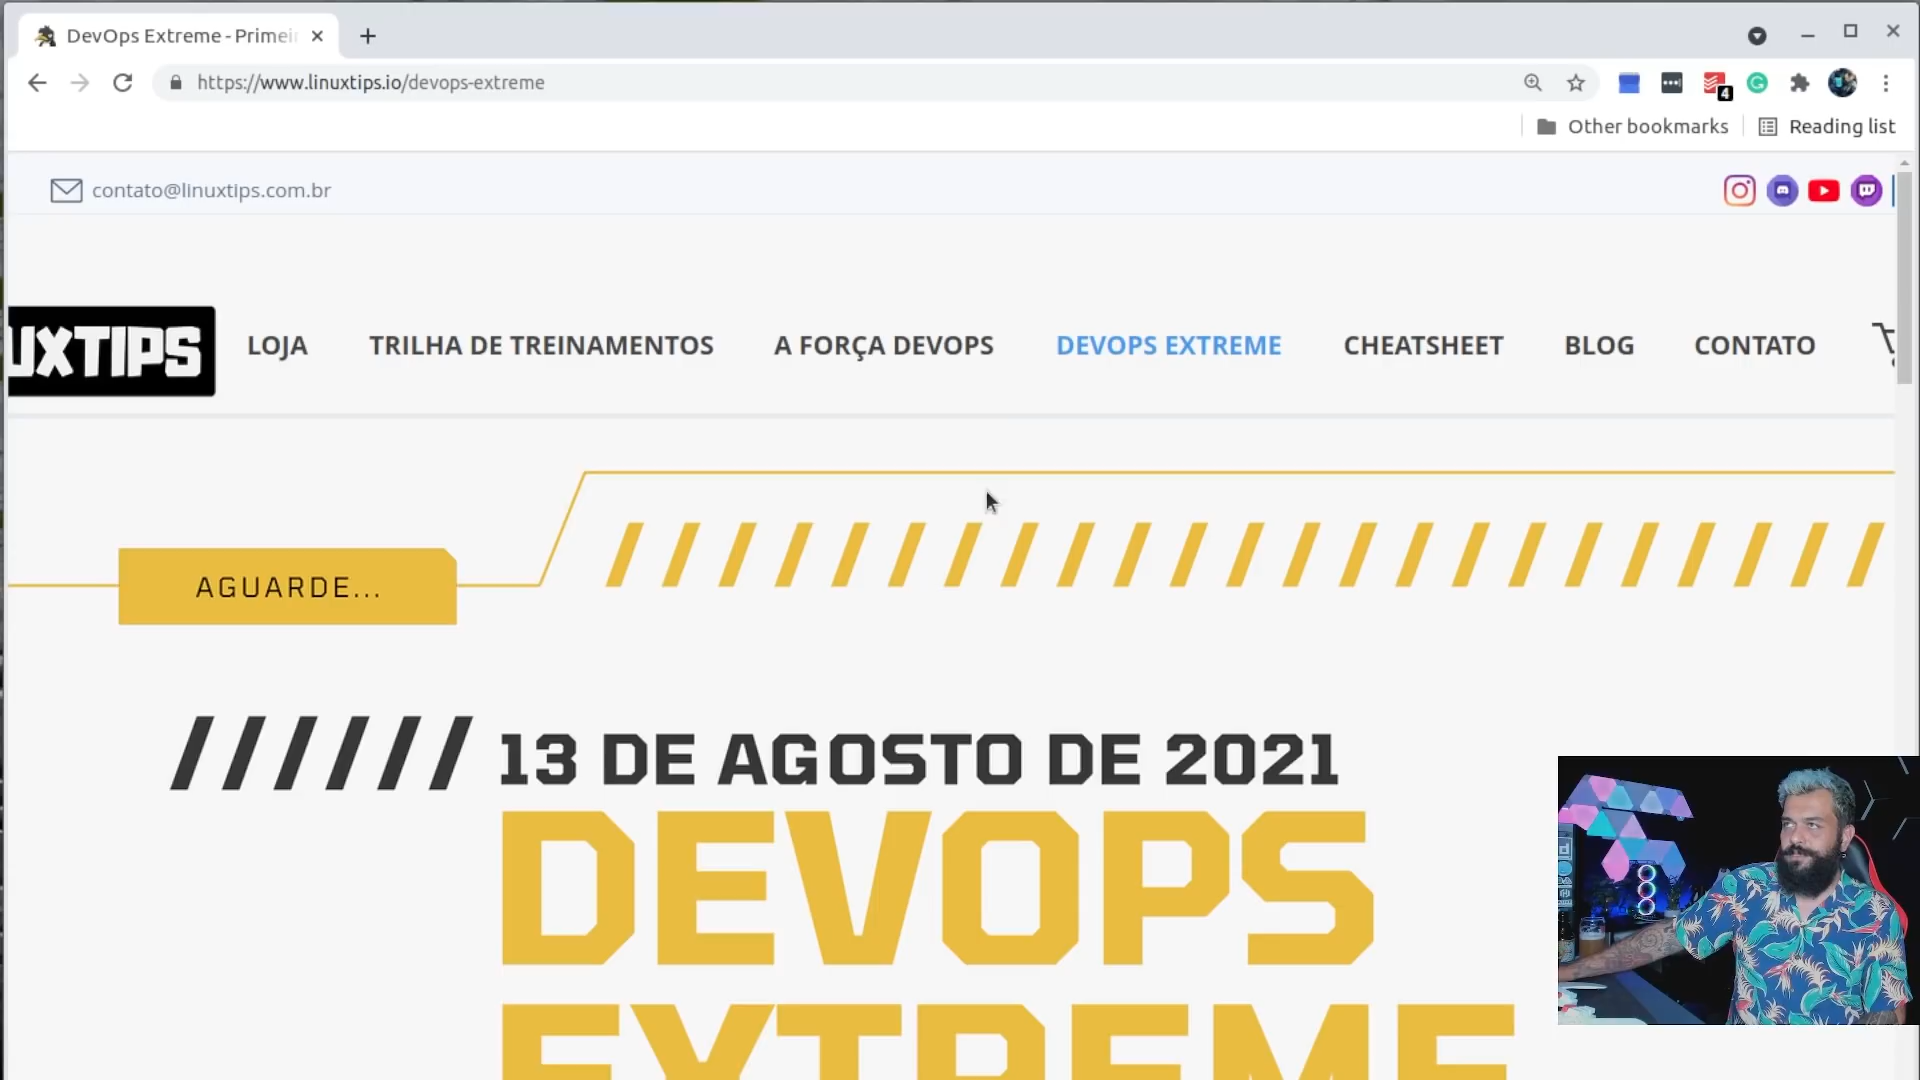 DevOps Extreme - Primei
https://www.linuxtips.io/devops-extreme
4
Other bookmarks
Reading list
contato@linuxtips.com.br
UXTIPS
LOJA
TRILHA DE TREINAMENTOS
A FORÇA DEVOPS
DEVOPS EXTREME
CHEATSHEET
BLOG
CONTATO
AGUARDE...
13 DE AGOSTO DE 2021
DEVOPS
EXTREME